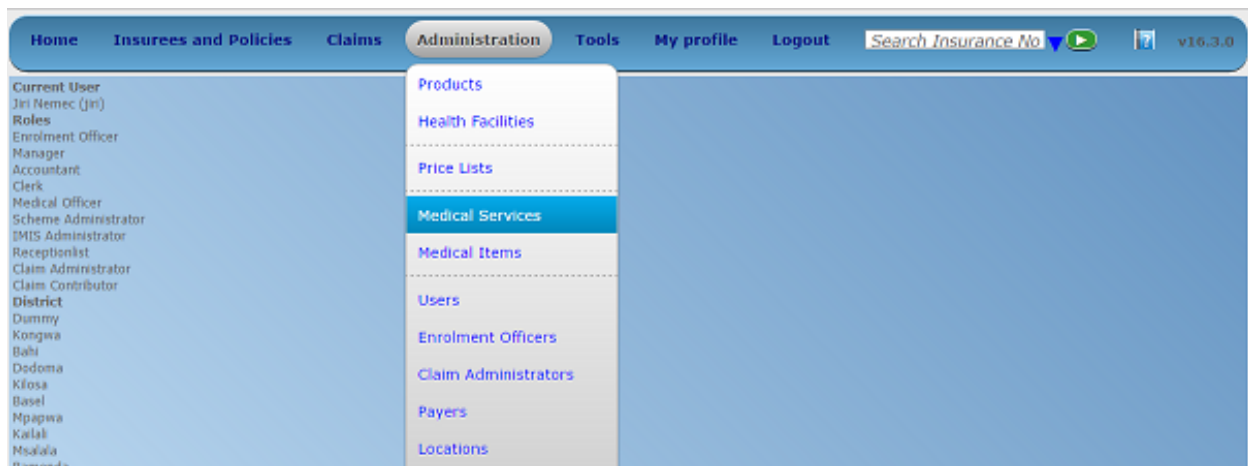 Home Insurees and Policies Claims Administration Tools My profile Logout Search Insurance No v16.3.0
Current User
Jiri Nemec (jiri)
Roles
Enrolment Officer
Manager
Accountant
Clerk
Medical Officer
Scheme Administrator
IMIS Administrator
Receptionlist
Claim Administrator
Claim Contributor
District
Dummy
Kongwa
Bahi
Dodoma
Kilosa
Basel
Mpapwa
Kailali
Msalala
Products
Health Facilities
Price Lists
Medical Services
Medical Items
Users
Enrolment Officers
Claim Administrators
Payers
Locations